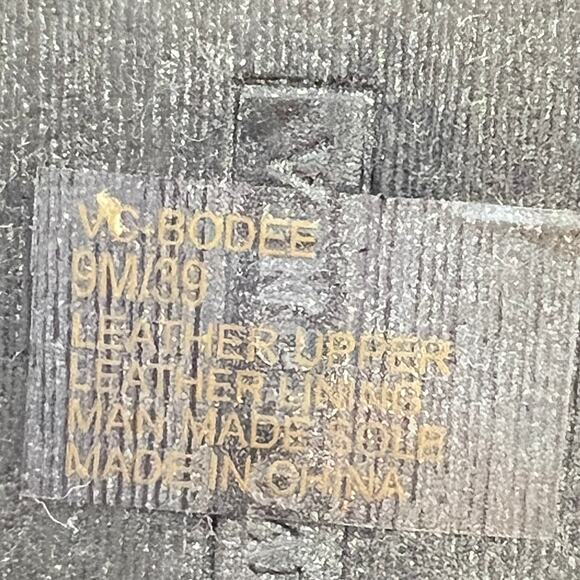 VC-BODEE
9M/39
LEATHER UPPER
LEATHER LINING
MAN MADE SOLE
MADE IN CHINA